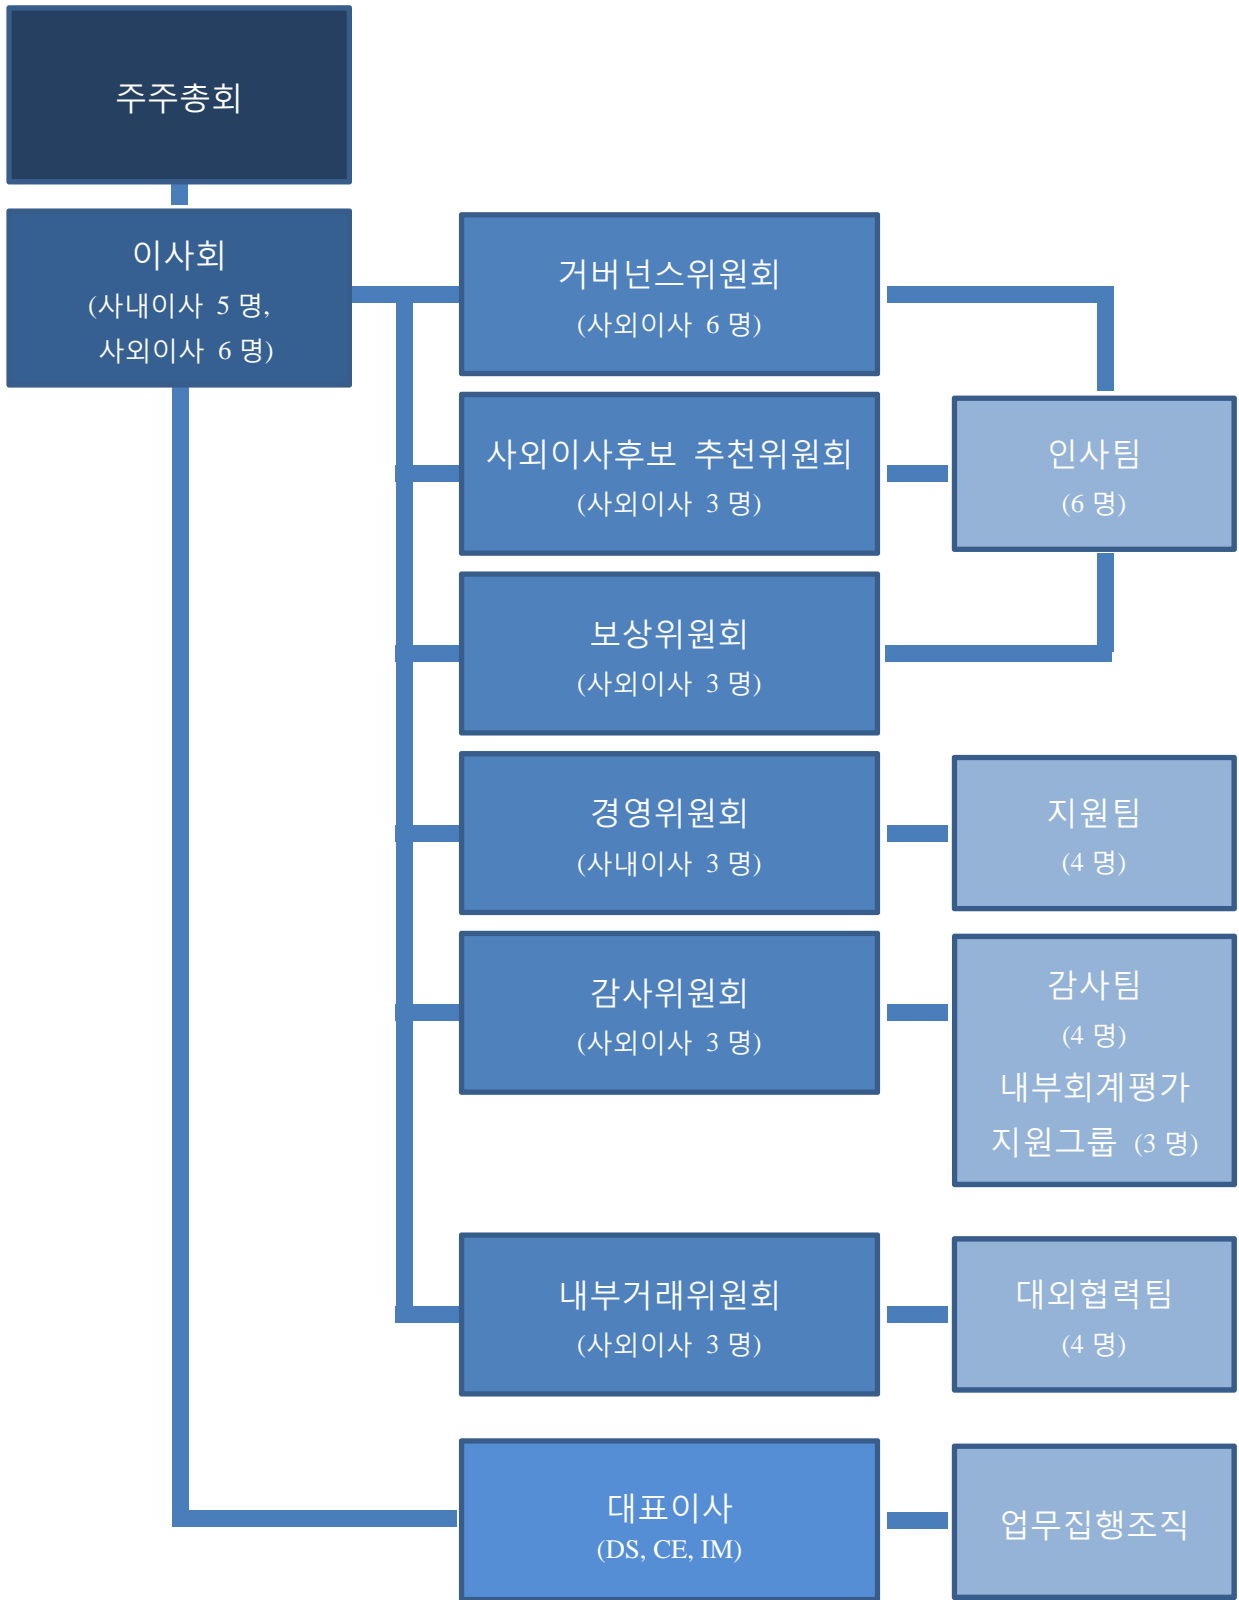 주주총회
이사회
(사내이사 5 명,
사외이사 6 명)
거버넌스위원회
(사외이사 6 명)
사외이사후보 추천위원회
(사외이사 3 명)
인사팀
(6 명)
보상위원회
(사외이사 3 명)
경영위원회
(사내이사 3 명)
지원팀
(4 명)
감사위원회
(사외이사 3 명)
감사팀
(4 명)
내부회계평가
지원그룹 (3 명)
내부거래위원회
(사외이사 3 명)
대외협력팀
(4 명)
대표이사
(DS, CE, IM)
업무집행조직